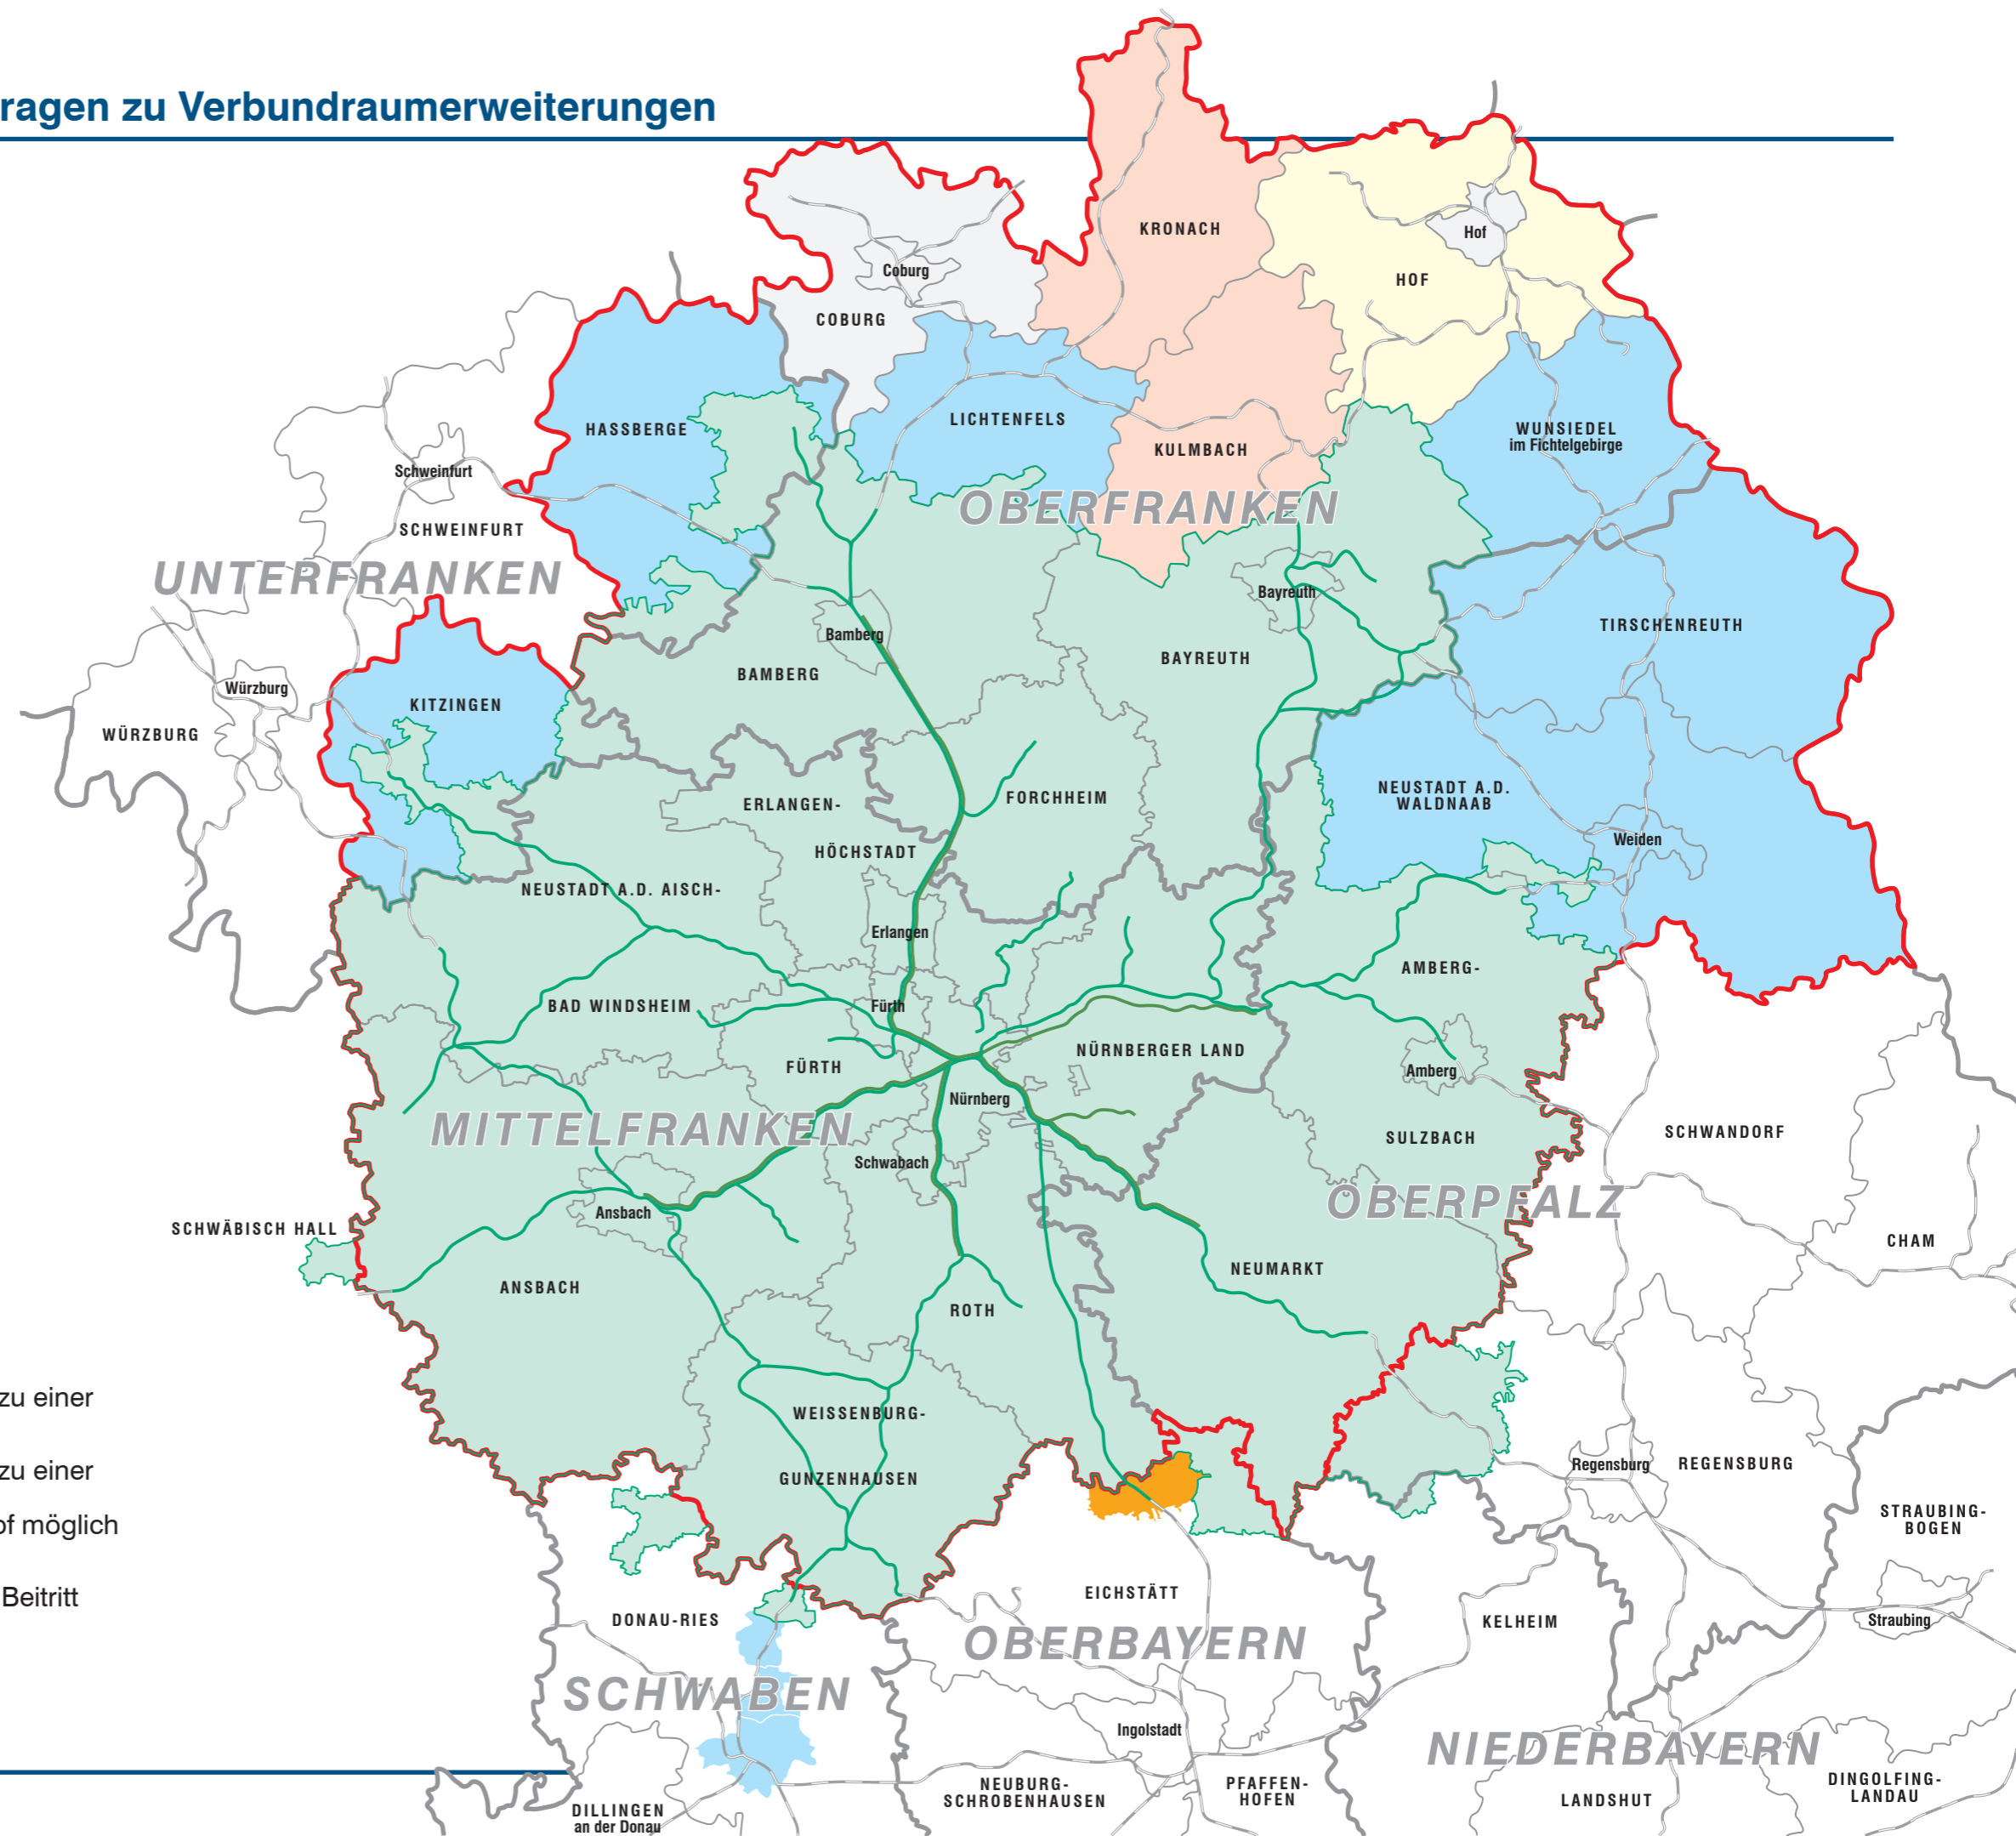 ragen zu Verbundraumerweiterungen
KRONACH
Hof
HOF
Coburg
COBURG
HASSBERGE
LICHTENFELS
KULMBACH
WUNSIEDEL
im Fichtelgebirge
Schweinfurt
SCHWEINFURT
OBERFRANKEN
UNTERFRANKEN
Bayreuth
Bamberg
TIRSCHENREUTH
BAYREUTH
BAMBERG
Würzburg
KITZINGEN
WÜRZBURG
NEUSTADT A.D.
WALDNAAB
FORCHHEIM
ERLANGEN-
HÖCHSTADT
Weiden
NEUSTADT A.D. AISCH-
Erlangen
AMBERG-
BAD WINDSHEIM
Fürth
FÜRTH
NÜRNBERGER LAND
Amberg
Nürnberg
MITTELFRANKEN
SULZBACH
SCHWANDORF
Schwabach
OBERPFALZ
Ansbach
SCHWÄBISCH HALL
CHAM
NEUMARKT
ANSBACH
ROTH
zu einer
WEISSENBURG-
GUNZENHAUSEN
Regensburg
REGENSBURG
zu einer
of möglich
STRAUBING-
BOGEN
Beitritt
EICHSTÄTT
DONAU-RIES
KELHEIM
Straubing
OBERBAYERN
SCHWABEN
Ingolstadt
NIEDERBAYERN
NEUBURG-
SCHROBENHAUSEN
PFAFFEN-
HOFEN
LANDSHUT
DINGOLFING-
LANDAU
DILLINGEN
an der Donau